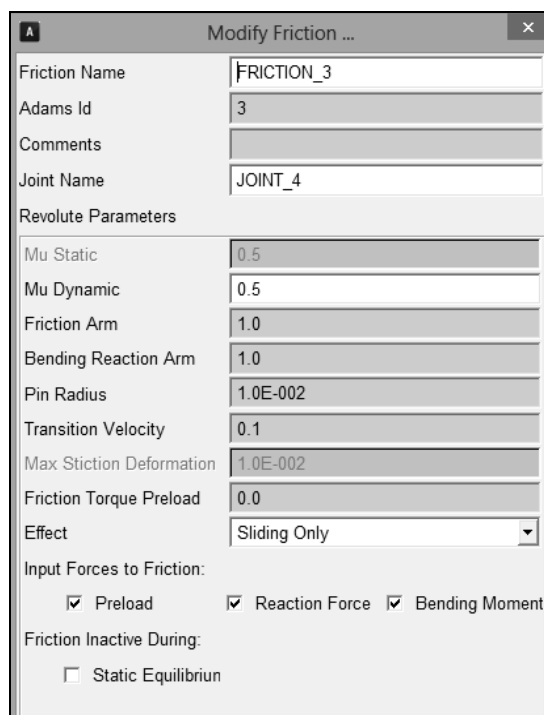 A Modify Friction ... ×
Friction Name FRICTION_3
Adams Id 3
Comments
Joint Name JOINT_4
Revolute Parameters
Mu Static 0.5
Mu Dynamic 0.5
Friction Arm 1.0
Bending Reaction Arm 1.0
Pin Radius 1.0E-002
Transition Velocity 0.1
Max Stiction Deformation 1.0E-002
Friction Torque Preload 0.0
Effect Sliding Only
Input Forces to Friction:
Preload Reaction Force Bending Moment
Friction Inactive During:
Static Equilibriun